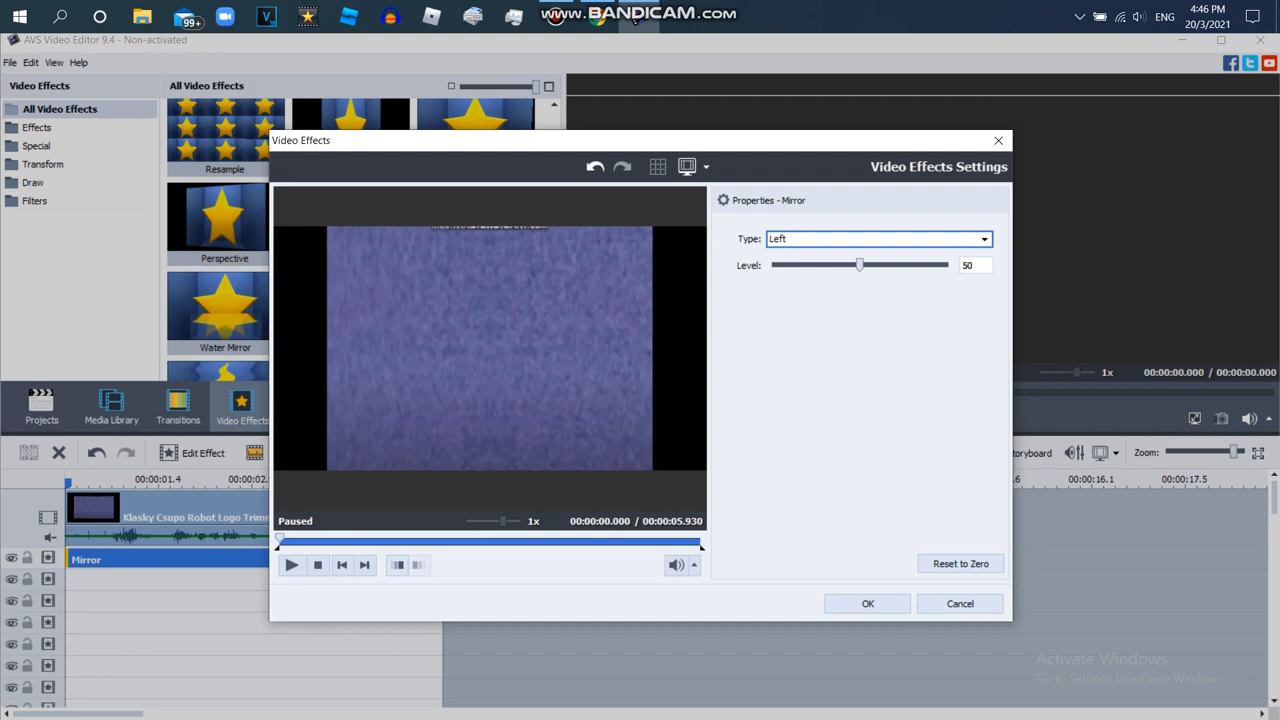 WWW.BANDICAM.COM
99+
ENG
4:46 PM
20/3/2021
AVS Video Editor 9.4 - Non-activated
File Edit View Help
Video Effects
All Video Effects
Effects
Special
Transform
Draw
Filters
All Video Effects
Resample
Perspective
Water Mirror
Projects
Media Library
Transitions
Video Effects
Video Effects
Video Effects Settings
Properties - Mirror
Type: Left
Level: 50
Paused
1x
00:00:00.000 / 00:00:05.930
Reset to Zero
OK
Cancel
1x
00:00:00.000 / 00:00:00.000
Edit Effect
Zoom:
00:00:01.4
00:00:02.
00:00:16.1
00:00:17.5
Klasky Csupo Robot Logo Trimm
Mirror
Activate Windows
Go to Settings to activate Windows.